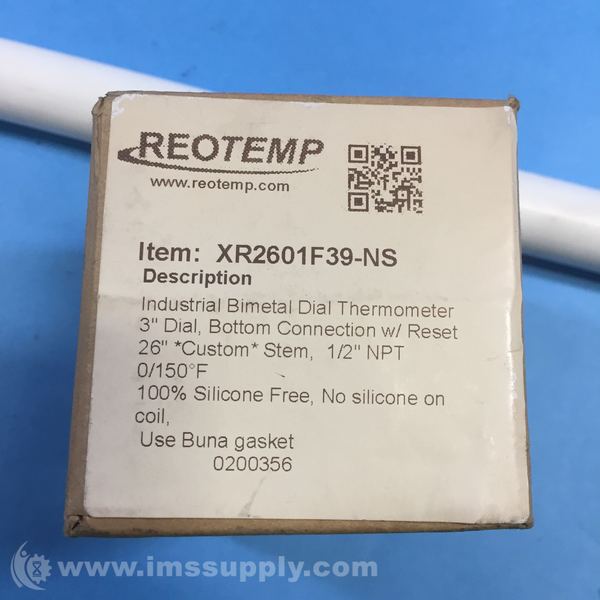 REOTEMP
www.reotemp.com
Item: XR2601F39-NS
Description
Industrial Bimetal Dial Thermometer
3" Dial, Bottom Connection w/ Reset
26" *Custom* Stem, 1/2" NPT
0/150°F
100% Silicone Free, No silicone on
coil,
Use Buna gasket
0200356
www.imssupply.com